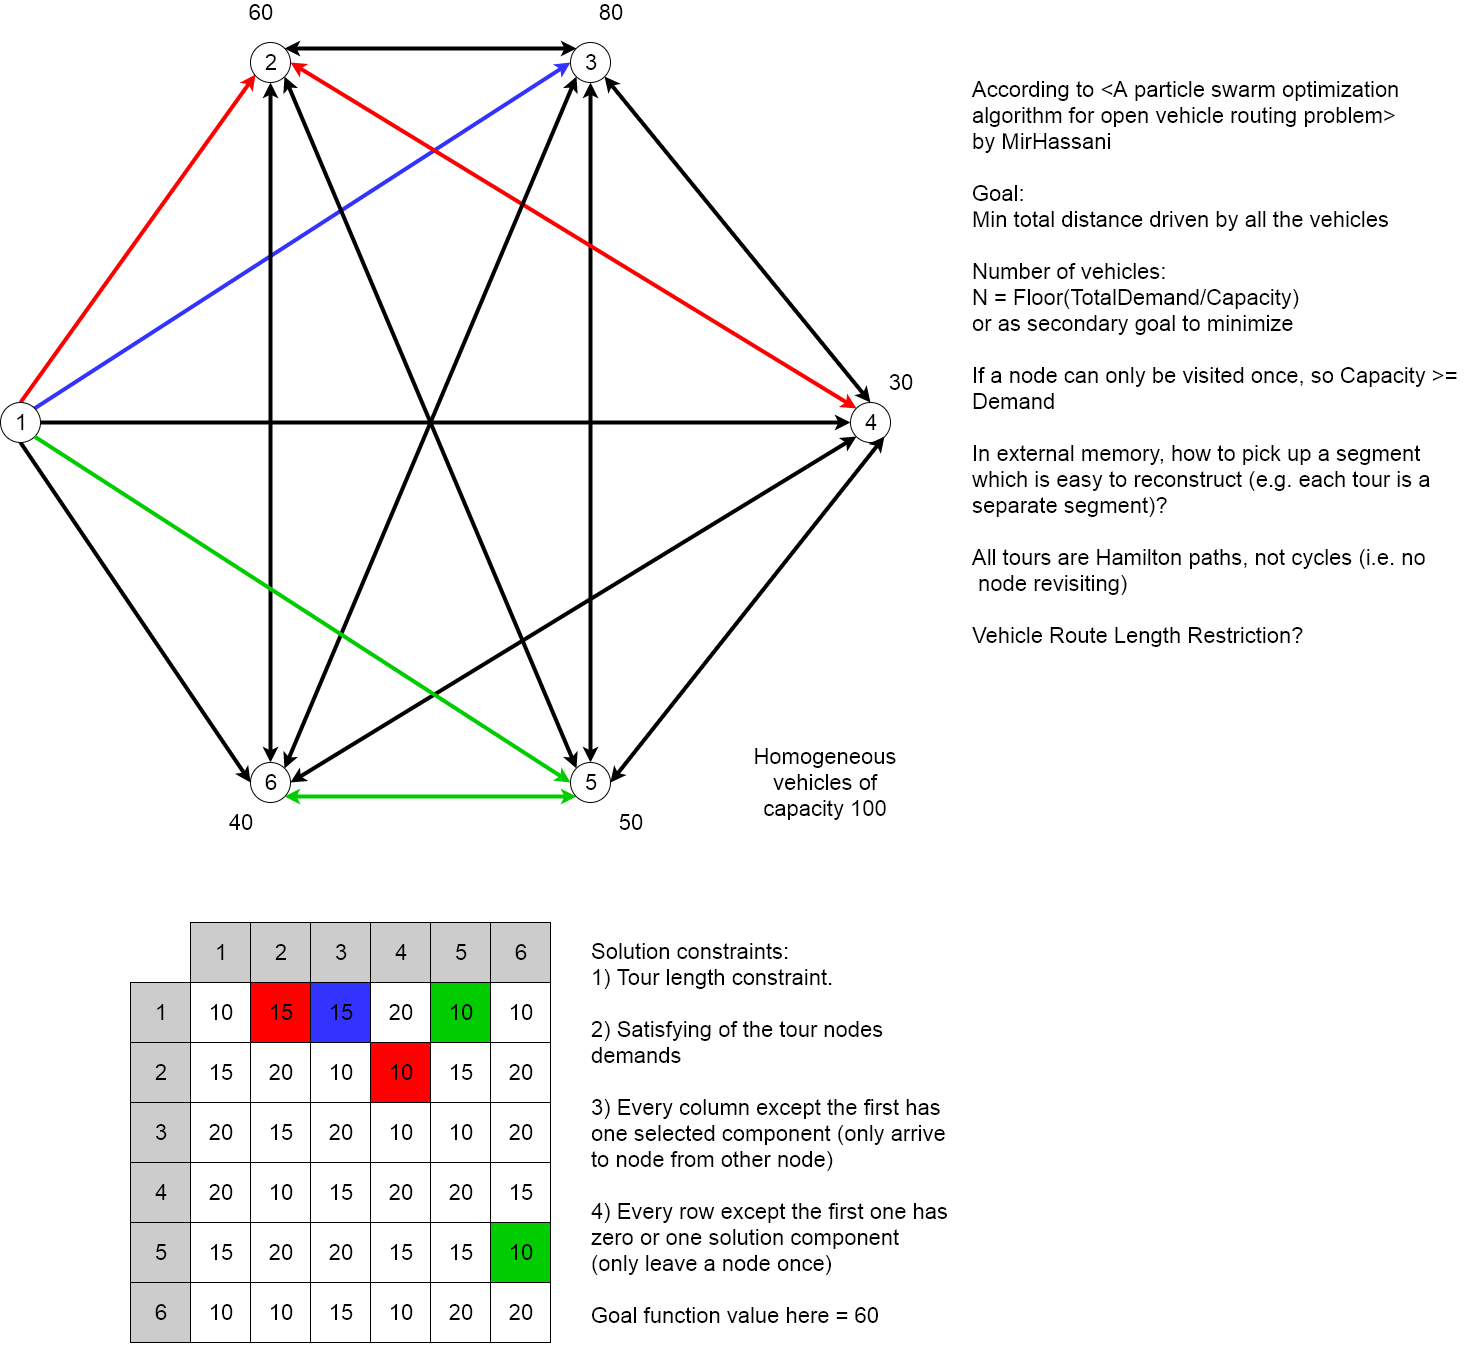 60
80
2
3
According to <A particle swarm optimization
algorithm for open vehicle routing problem>
by MirHassani
Goal:
Min total distance driven by all the vehicles
Number of vehicles:
N = Floor(TotalDemand/Capacity)
or as secondary goal to minimize
If a node can only be visited once, so Capacity >=
Demand
In external memory, how to pick up a segment
which is easy to reconstruct (e.g. each tour is a
separate segment)?
All tours are Hamilton paths, not cycles (i.e. no
node revisiting)
Vehicle Route Length Restriction?
30
1
4
6
5
40
50
Homogeneous
vehicles of
capacity 100
1 2 3 4 5 6
1 10 15 15 20 10 10
2 15 20 10 10 15 20
3 20 15 20 10 10 20
4 20 10 15 20 20 15
5 15 20 20 15 15 10
6 10 10 15 10 20 20
Solution constraints:
1) Tour length constraint.
2) Satisfying of the tour nodes
demands
3) Every column except the first has
one selected component (only arrive
to node from other node)
4) Every row except the first one has
zero or one solution component
(only leave a node once)
Goal function value here = 60